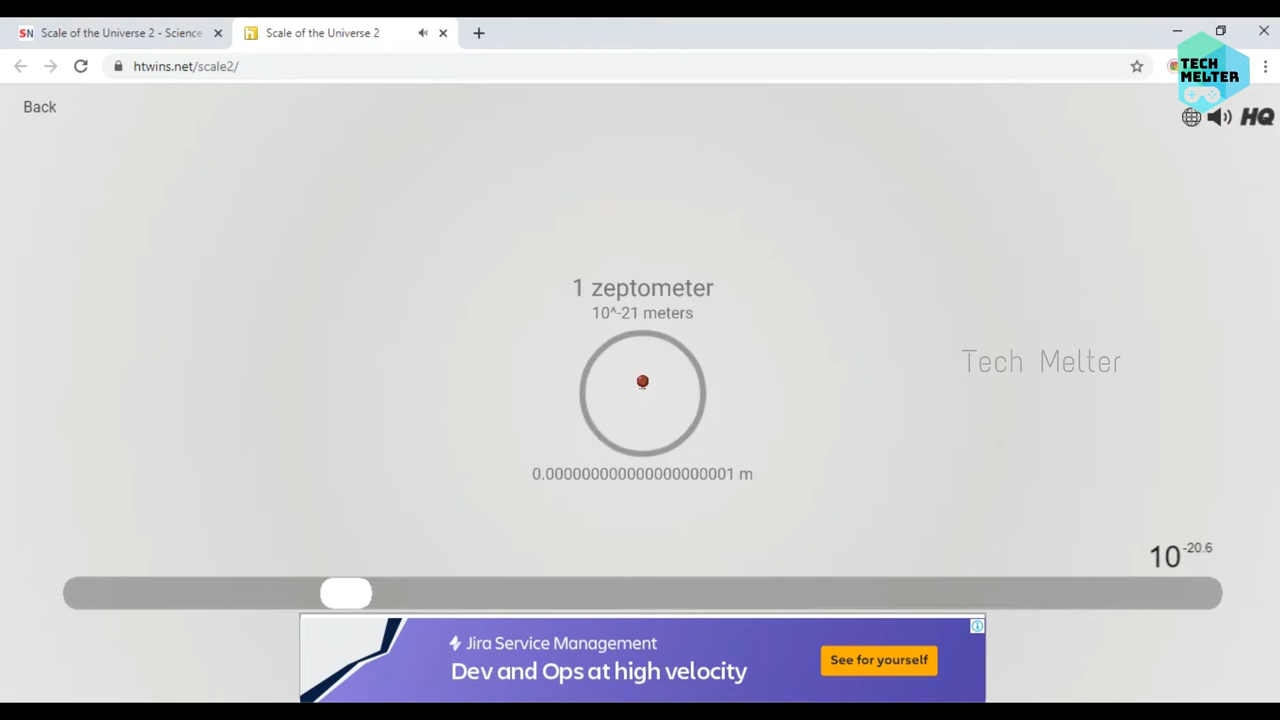 SN Scale of the Universe 2 - Science
Scale of the Universe 2
htwins.net/scale2/
TECH
MELTER
Back
HQ
1 zeptometer
10^-21 meters
Tech Melter
0.000000000000000000001 m
10-20.6
Jira Service Management
Dev and Ops at high velocity
See for yourself